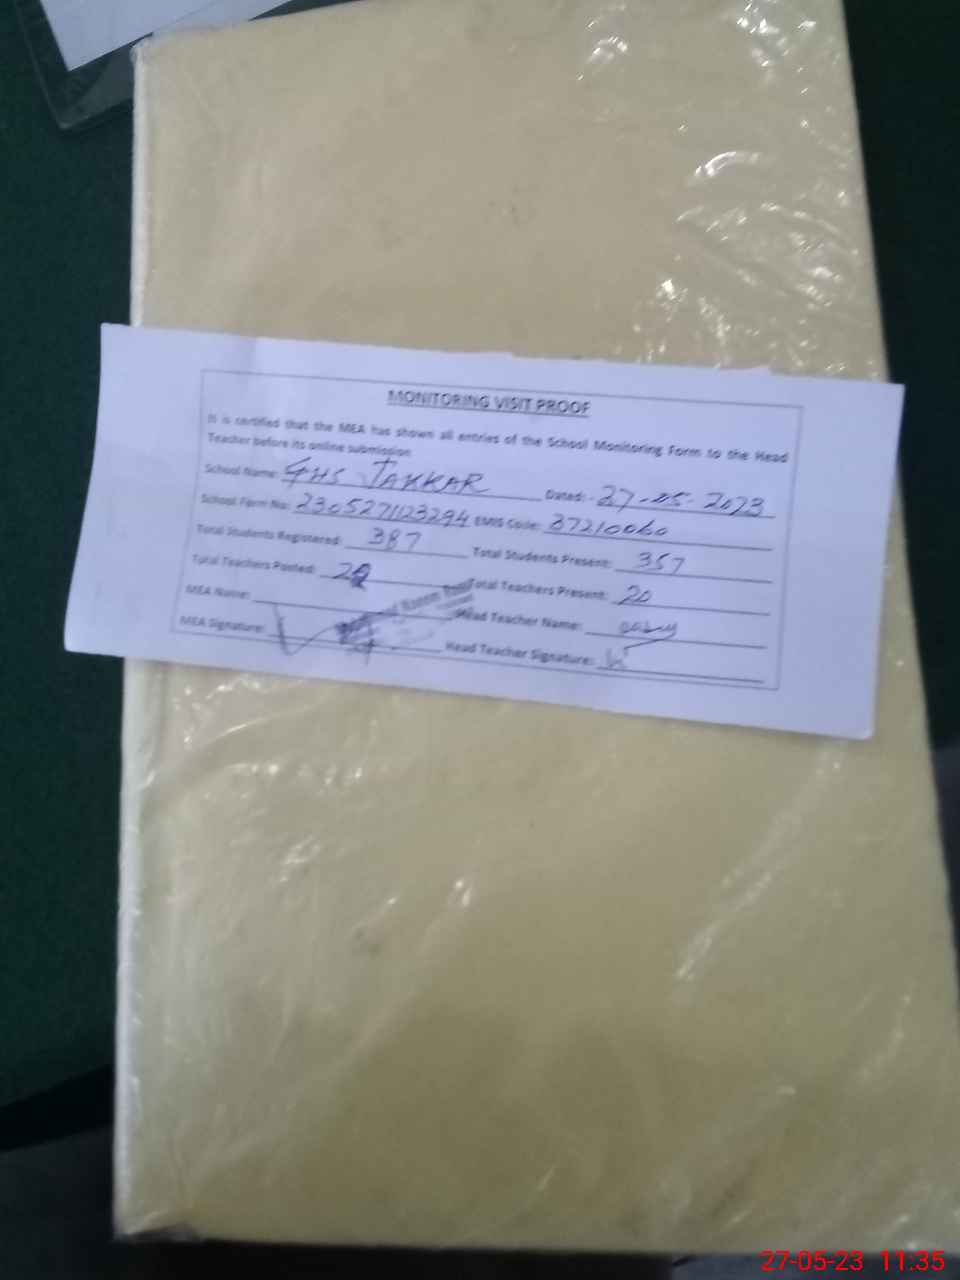 MONITORING VISIT PROOF
It is certified that the MEA has shown all entries of the School Monitoring Form to the Head
Teacher before its online submission
School Name: GHS JAKKAR Dated: 27-05-2023
School Form No: 2305271123294 EMIS Code: 37210060
Total Students Registered: 387 Total Students Present: 357
Total Teachers Posted: Total Teachers Present: 20
MEA Name: Head Teacher Name:
MEA Signature: Head Teacher Signature:
27-05-23 11:35